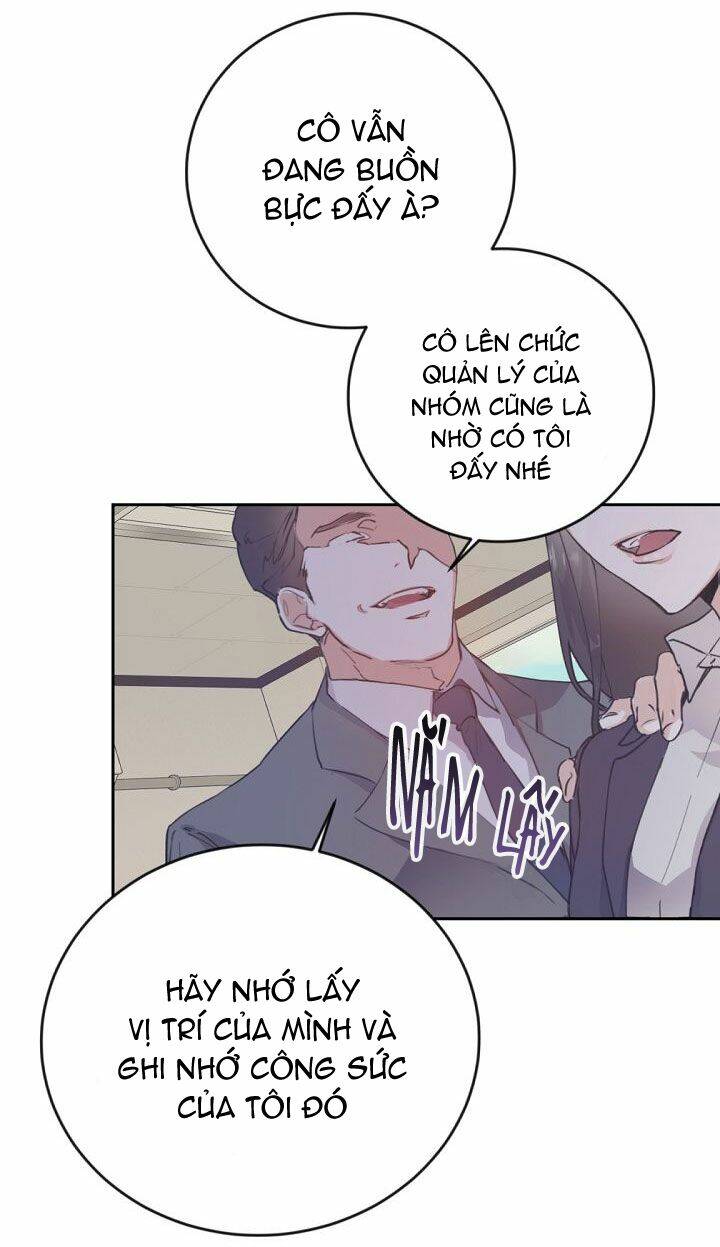 CÔ VẪN
ĐANG BUỒN
BỰC ĐẤY À?
CÔ LÊN CHỨC
QUẢN LÝ CỦA
NHÓM CŨNG LÀ
NHỜ CÓ TÔI
ĐẤY NHÉ
NẮM LẤY
HÃY NHỚ LẤY
VỊ TRÍ CỦA MÌNH VÀ
GHI NHỚ CÔNG SỨC
CỦA TÔI ĐÓ